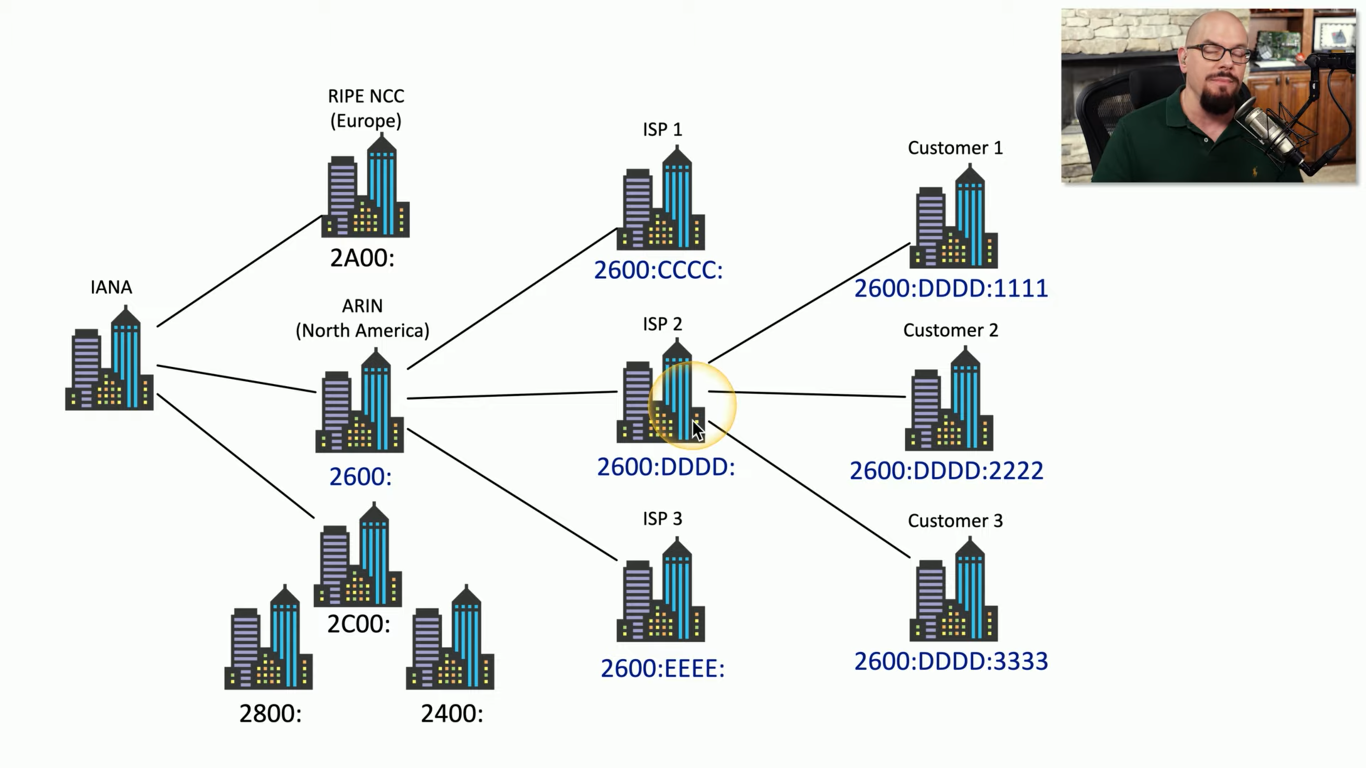 RIPE NCC
(Europe)
2A00:
IANA
ARIN
(North America)
2600:
2C00:
2800:
2400:
ISP 1
2600:CCCC:
ISP 2
2600:DDDD:
ISP 3
2600:EEEE:
Customer 1
2600:DDDD:1111
Customer 2
2600:DDDD:2222
Customer 3
2600:DDDD:3333